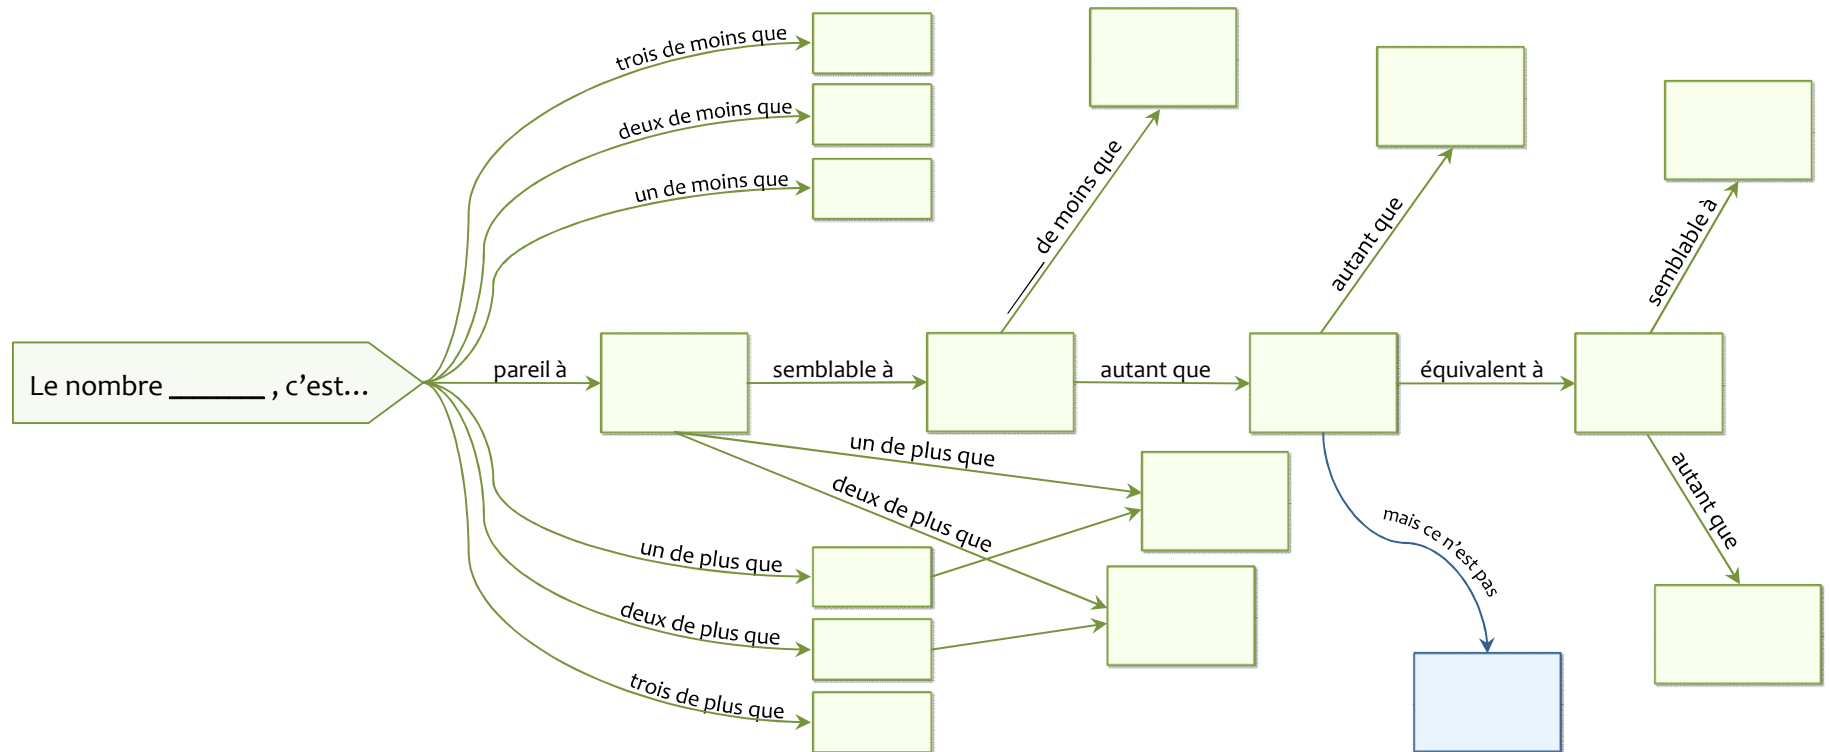 trois de moins que
deux de moins que
un de moins que
____ de moins que
autant que
semblable à
Le nombre ______ , c’est...
pareil à
semblable à
autant que
équivalent à
un de plus que
deux de plus que
autant que
mais ce n’est pas
un de plus que
deux de plus que
trois de plus que